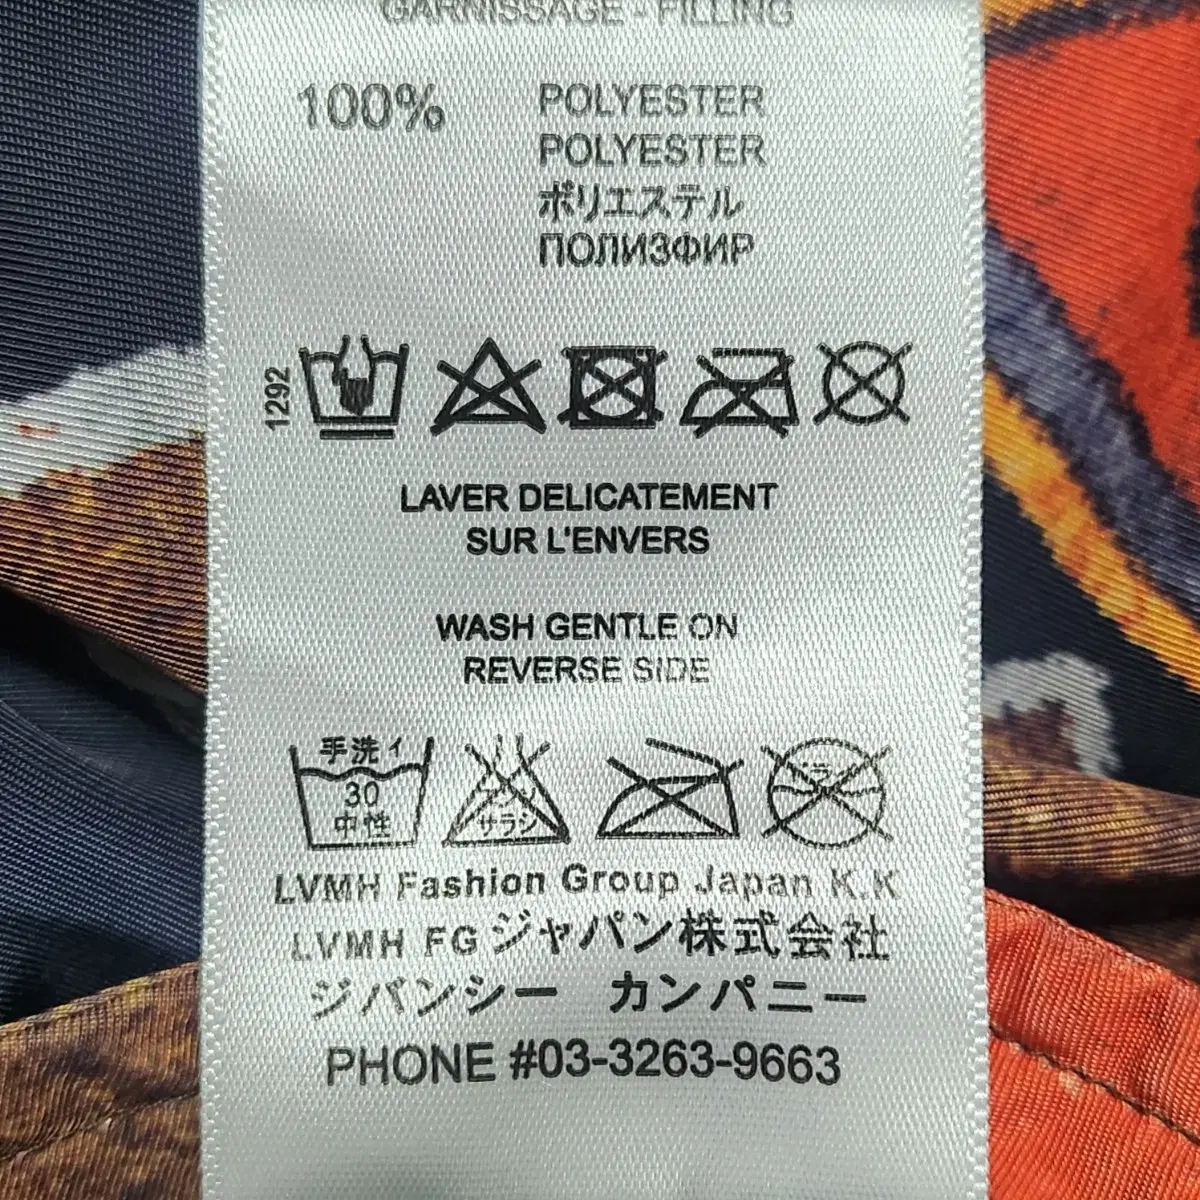 GARNISSAGE - FILLING
100% POLYESTER
POLYESTER
ポリエステル
ПОЛИЗФИР
1292
LAVER DELICATEMENT
SUR L'ENVERS
WASH GENTLE ON
REVERSE SIDE
手洗イ
30
中性
サラシ
LVMH Fashion Group Japan K.K
LVMH FG ジャパン株式会社
ジバンシー カンパニー
PHONE #03-3263-9663